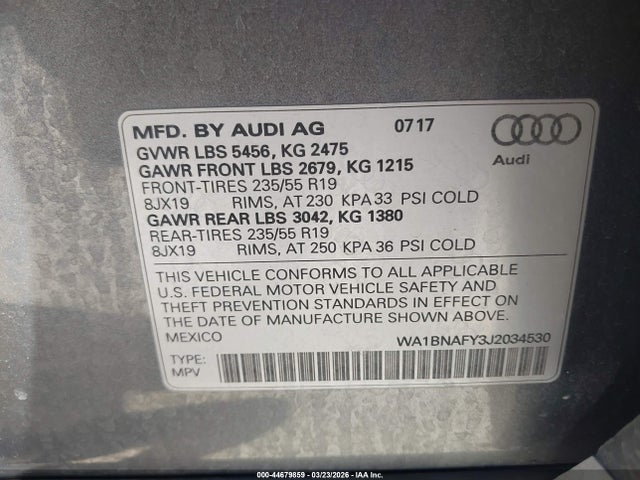 MFD. BY AUDI AG 0717
GVWR LBS 5456, KG 2475
GAWR FRONT LBS 2679, KG 1215
FRONT-TIRES 235/55 R19
8JX19 RIMS, AT 230 KPA 33 PSI COLD
GAWR REAR LBS 3042, KG 1380
REAR-TIRES 235/55 R19
8JX19 RIMS, AT 250 KPA 36 PSI COLD
Audi
THIS VEHICLE CONFORMS TO ALL APPLICABLE
U.S. FEDERAL MOTOR VEHICLE SAFETY AND
THEFT PREVENTION STANDARDS IN EFFECT ON
THE DATE OF MANUFACTURE SHOWN ABOVE.
MEXICO WA1BNAFY3J2034530
TYPE:
MPV
000-44679859 | 03/23/2026 - IAA Inc.